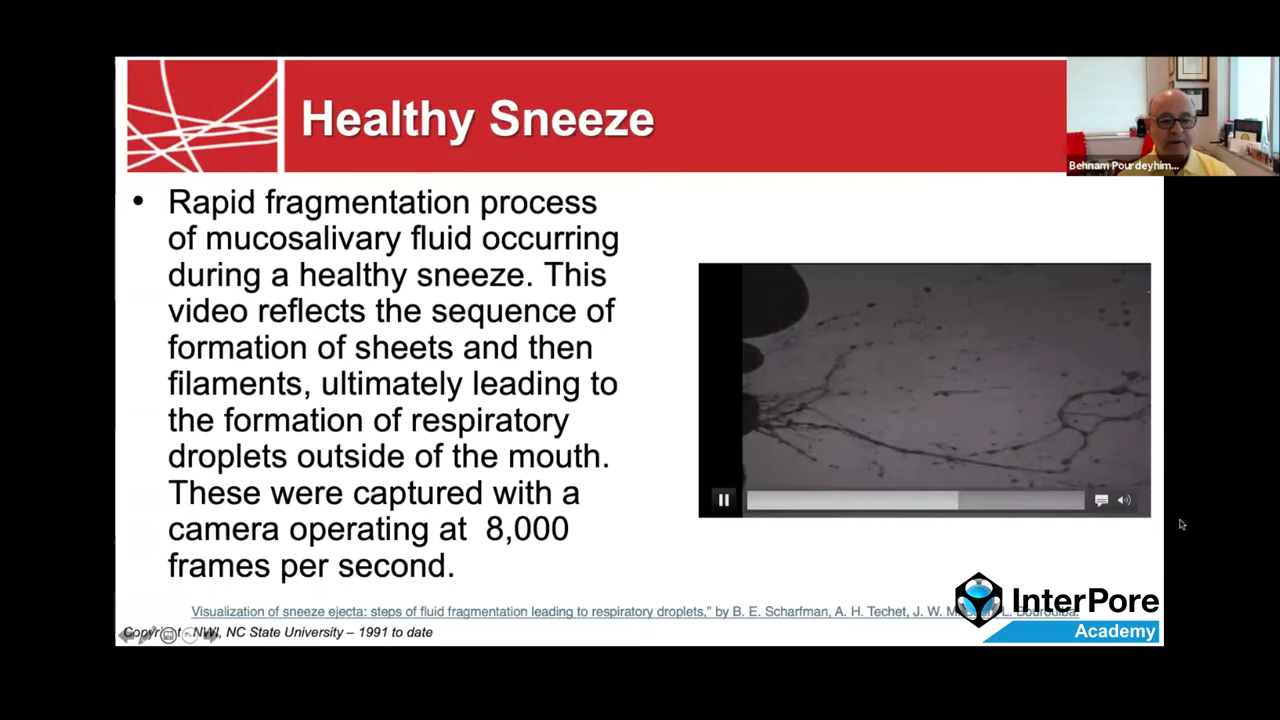 Healthy Sneeze
Behnam Pourdeyhim...
• Rapid fragmentation process
of mucosalivary fluid occurring
during a healthy sneeze. This
video reflects the sequence of
formation of sheets and then
filaments, ultimately leading to
the formation of respiratory
droplets outside of the mouth.
These were captured with a
camera operating at 8,000
frames per second.
Visualization of sneeze ejecta: steps of fluid fragmentation leading to respiratory droplets,” by B. E. Scharfman, A. H. Techet, J. W. M.
NWI, NC State University – 1991 to date
InterPore
Academy